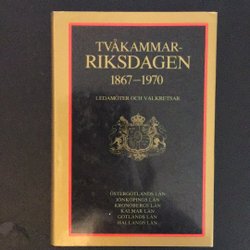 TVÅKAMMAR-
RIKSDAGEN
1867–1970
LEDAMÖTER OCH VALKRETSAR
ÖSTERGÖTLANDS LÄN
JÖNKÖPINGS LÄN
KRONOBERGS LÄN
KALMAR LÄN
GOTLANDS LÄN
HALLANDS LÄN